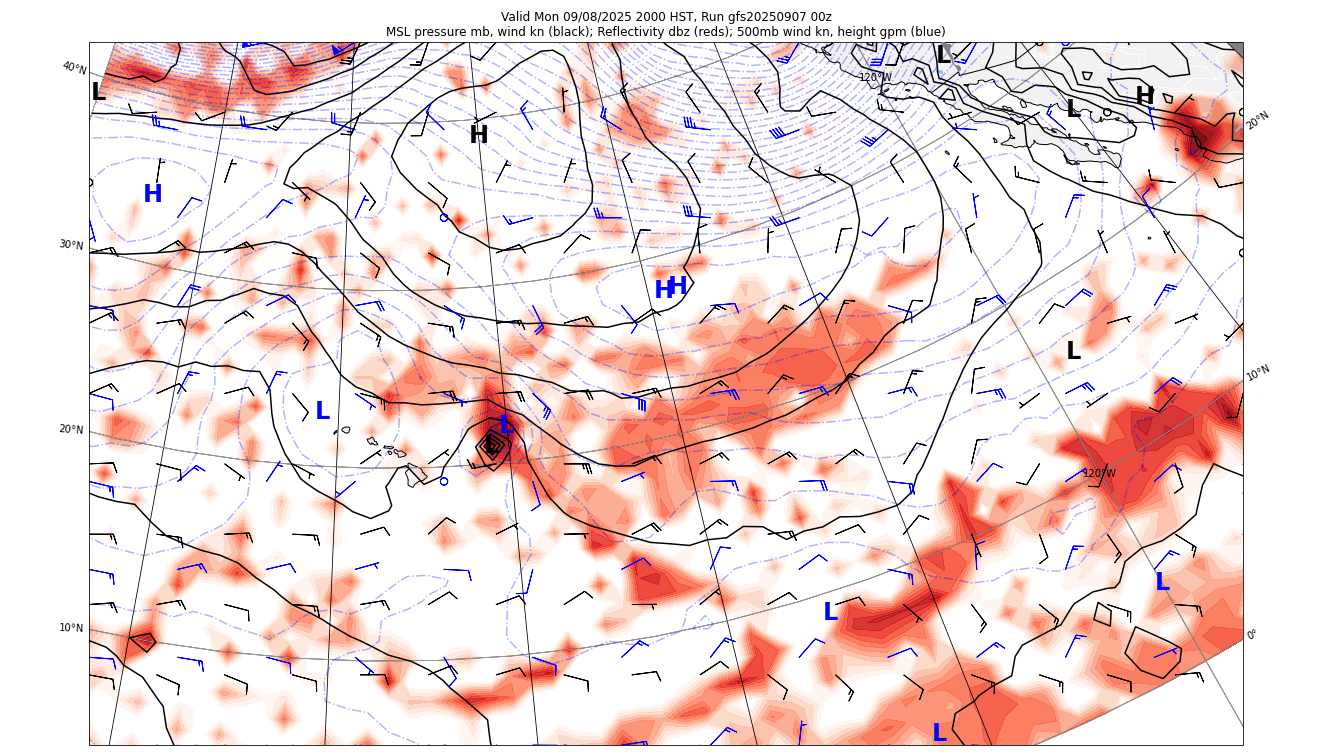 Valid Mon 09/08/2025 2000 HST, Run gfs20250907 00z
MSL pressure mb, wind kn (black); Reflectivity dbz (reds); 500mb wind kn, height gpm (blue)
L
40°N
120°W
L
H
L
20°N
H
H
30°N
H
H
L
10°N
L
L
20°N
L
120°W
L
L
10°N
0°
L